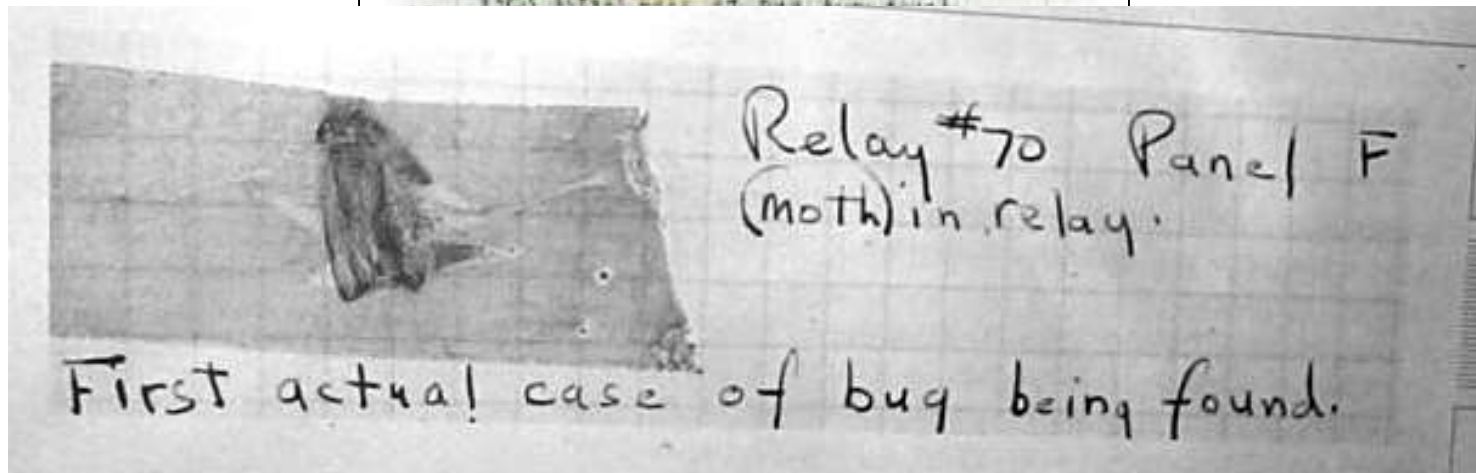 Relay #70 Panel F
(moth) in relay.
First actual case of bug being found.